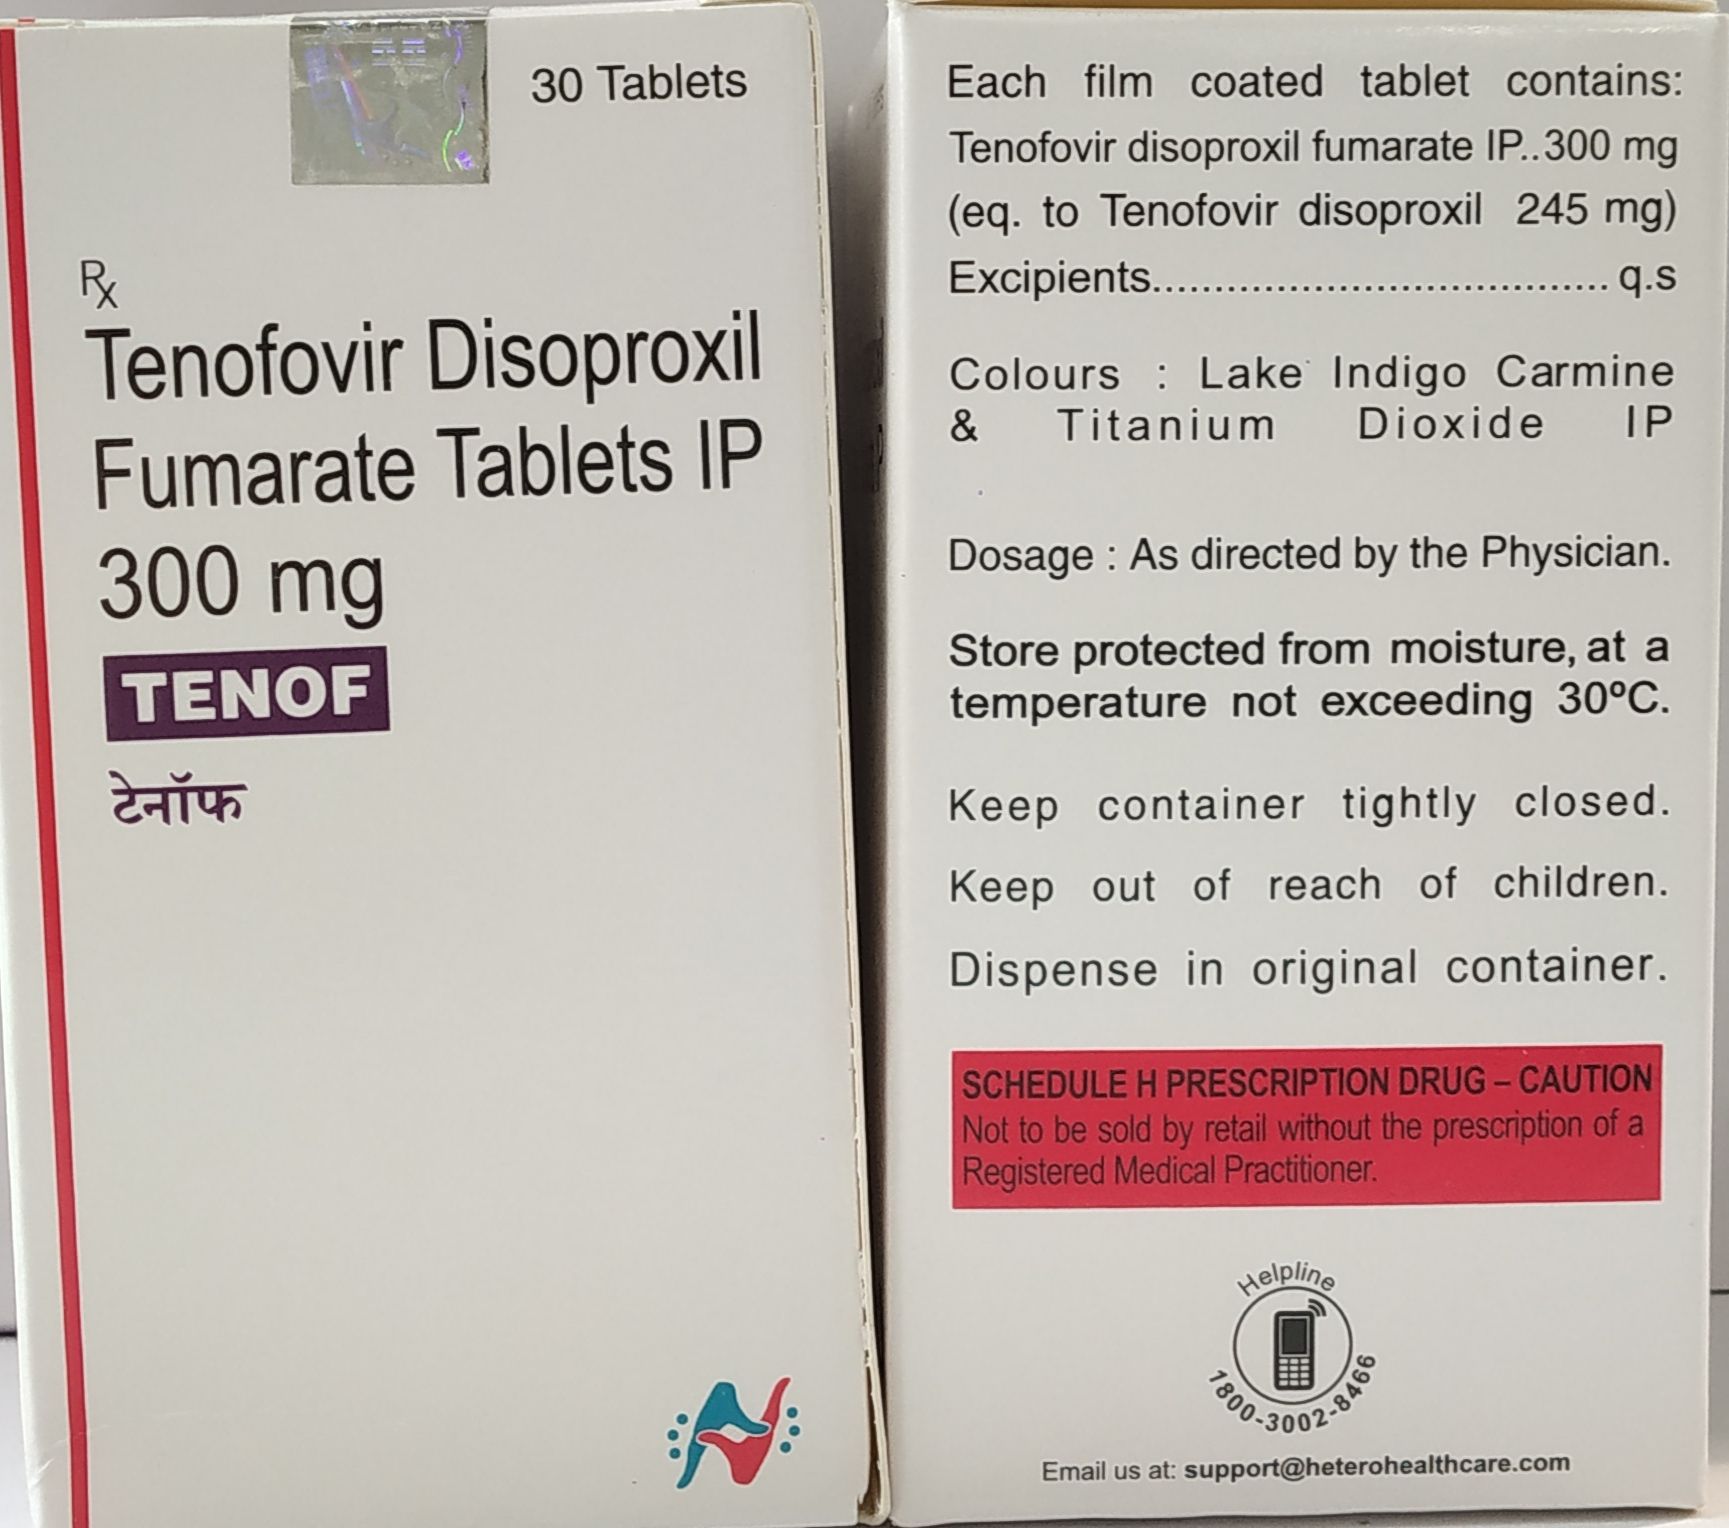 30 Tablets
Rx
Tenofovir Disoproxil
Fumarate Tablets IP
300 mg
TENOF
टेनॉफ
Each film coated tablet contains:
Tenofovir disoproxil fumarate IP..300 mg
(eq. to Tenofovir disoproxil 245 mg)
Excipients..................................... q.s
Colours : Lake Indigo Carmine
& Titanium Dioxide IP
Dosage : As directed by the Physician.
Store protected from moisture, at a
temperature not exceeding 30ºC.
Keep container tightly closed.
Keep out of reach of children.
Dispense in original container.
SCHEDULE H PRESCRIPTION DRUG – CAUTION
Not to be sold by retail without the prescription of a
Registered Medical Practitioner.
Helpline
1800-3002-8466
Email us at: support@heterohealthcare.com